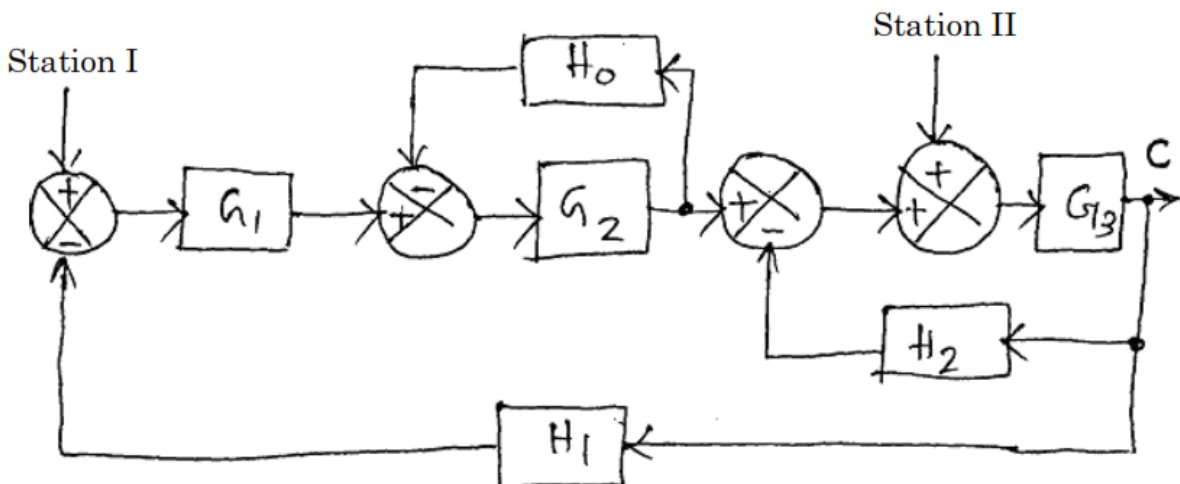 Station I
Station II
H₀
C
+
−
G₁
−
+
G₂
+
−
+
+
G₃
H₂
H₁